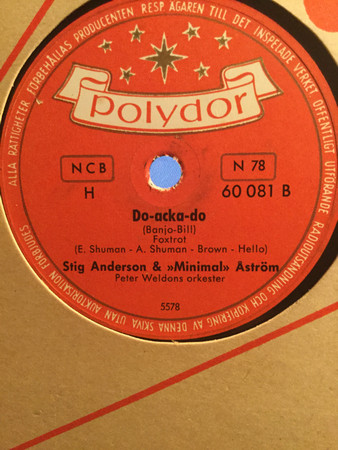 ALLA RÄTTIGHETER FÖRBEHÅLLAS PRODUCENTEN RESP. ÄGAREN TILL DET INSPELADE VERKET OFFENTLIGT UTFÖRANDE, RADIOUTSÄNDNING OCH KOPIERING AV DENNA SKIVA UTAN AUKTORISATION FÖRBJUDES
Polydor
NCB
N 78
H
60 081 B
Do-acka-do
(Banjo-Bill)
Foxtrot
(E. Shuman - A. Shuman - Brown - Hello)
Stig Anderson & »Minimal» Åström
Peter Weldons orkester
5578